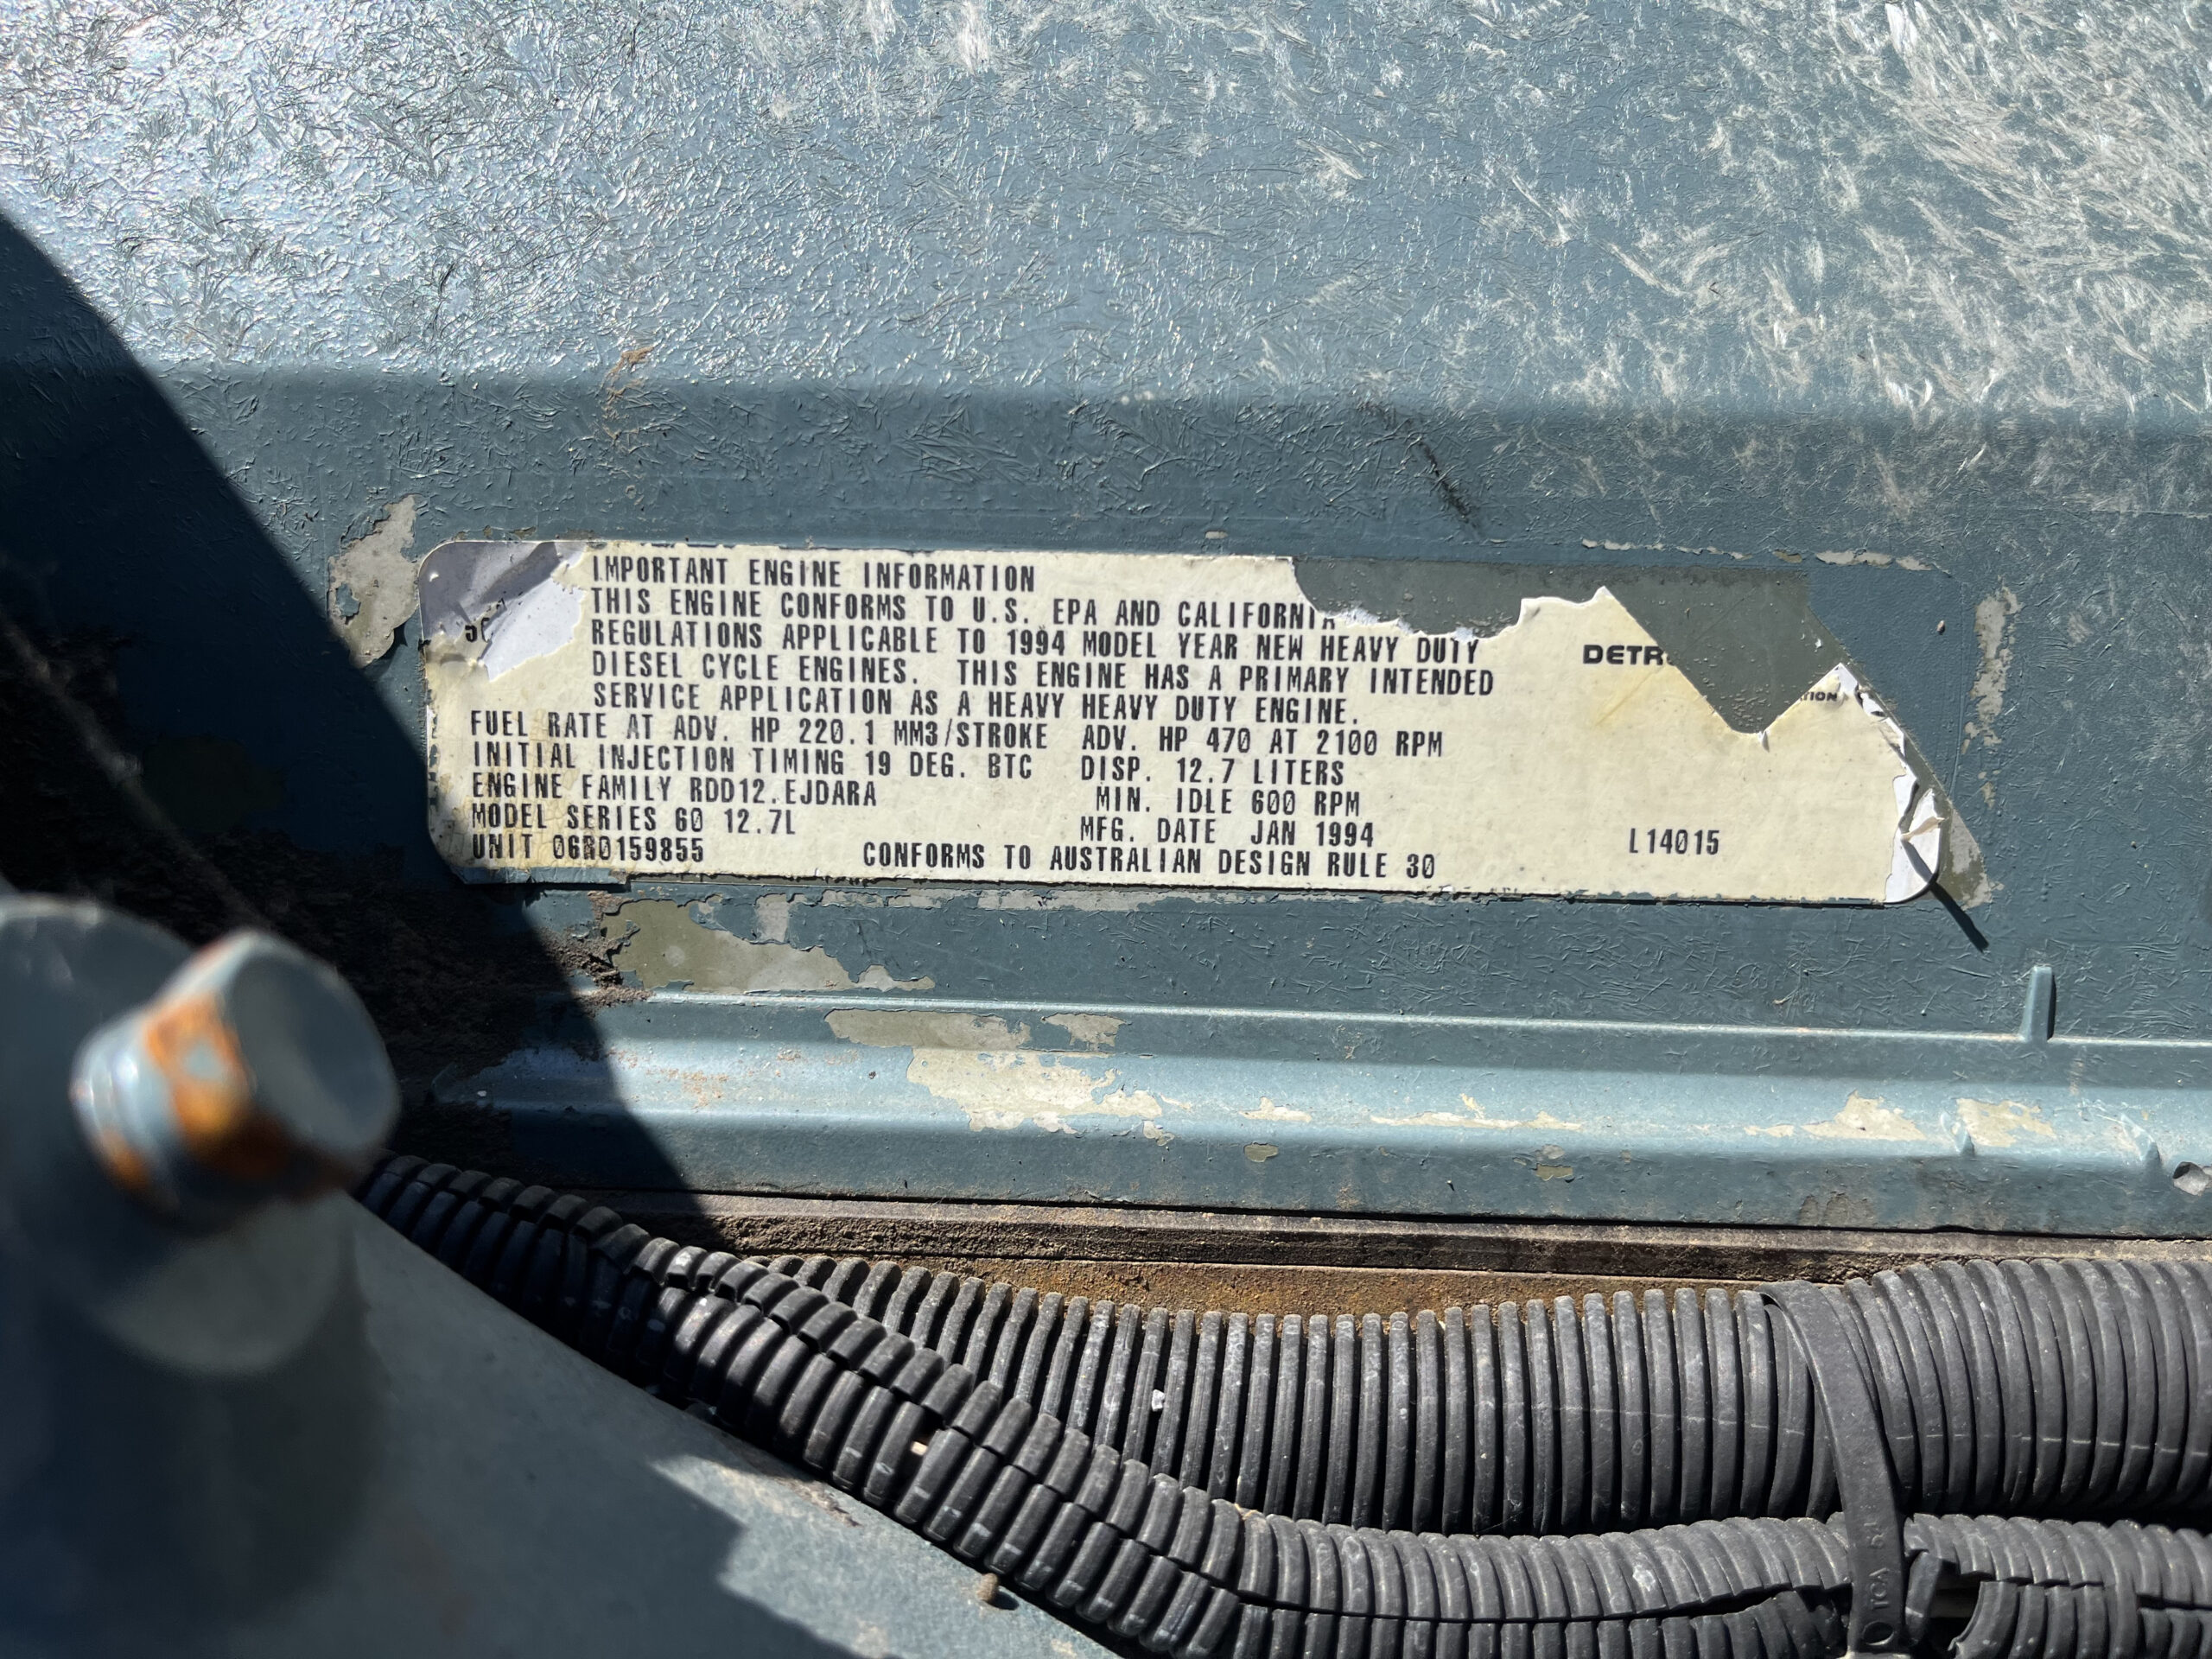 IMPORTANT ENGINE INFORMATION
THIS ENGINE CONFORMS TO U.S. EPA AND CALIFORNIA
REGULATIONS APPLICABLE TO 1994 MODEL YEAR NEW HEAVY DUTY
DIESEL CYCLE ENGINES. THIS ENGINE HAS A PRIMARY INTENDED
SERVICE APPLICATION AS A HEAVY HEAVY DUTY ENGINE.
FUEL RATE AT ADV. HP 220.1 MM3/STROKE ADV. HP 470 AT 2100 RPM
INITIAL INJECTION TIMING 19 DEG. BTC DISP. 12.7 LITERS
ENGINE FAMILY RDD12.EJDARA MIN. IDLE 600 RPM
MODEL SERIES 60 12.7L MFG. DATE JAN 1994
UNIT 06R0159855 CONFORMS TO AUSTRALIAN DESIGN RULE 30
L14015